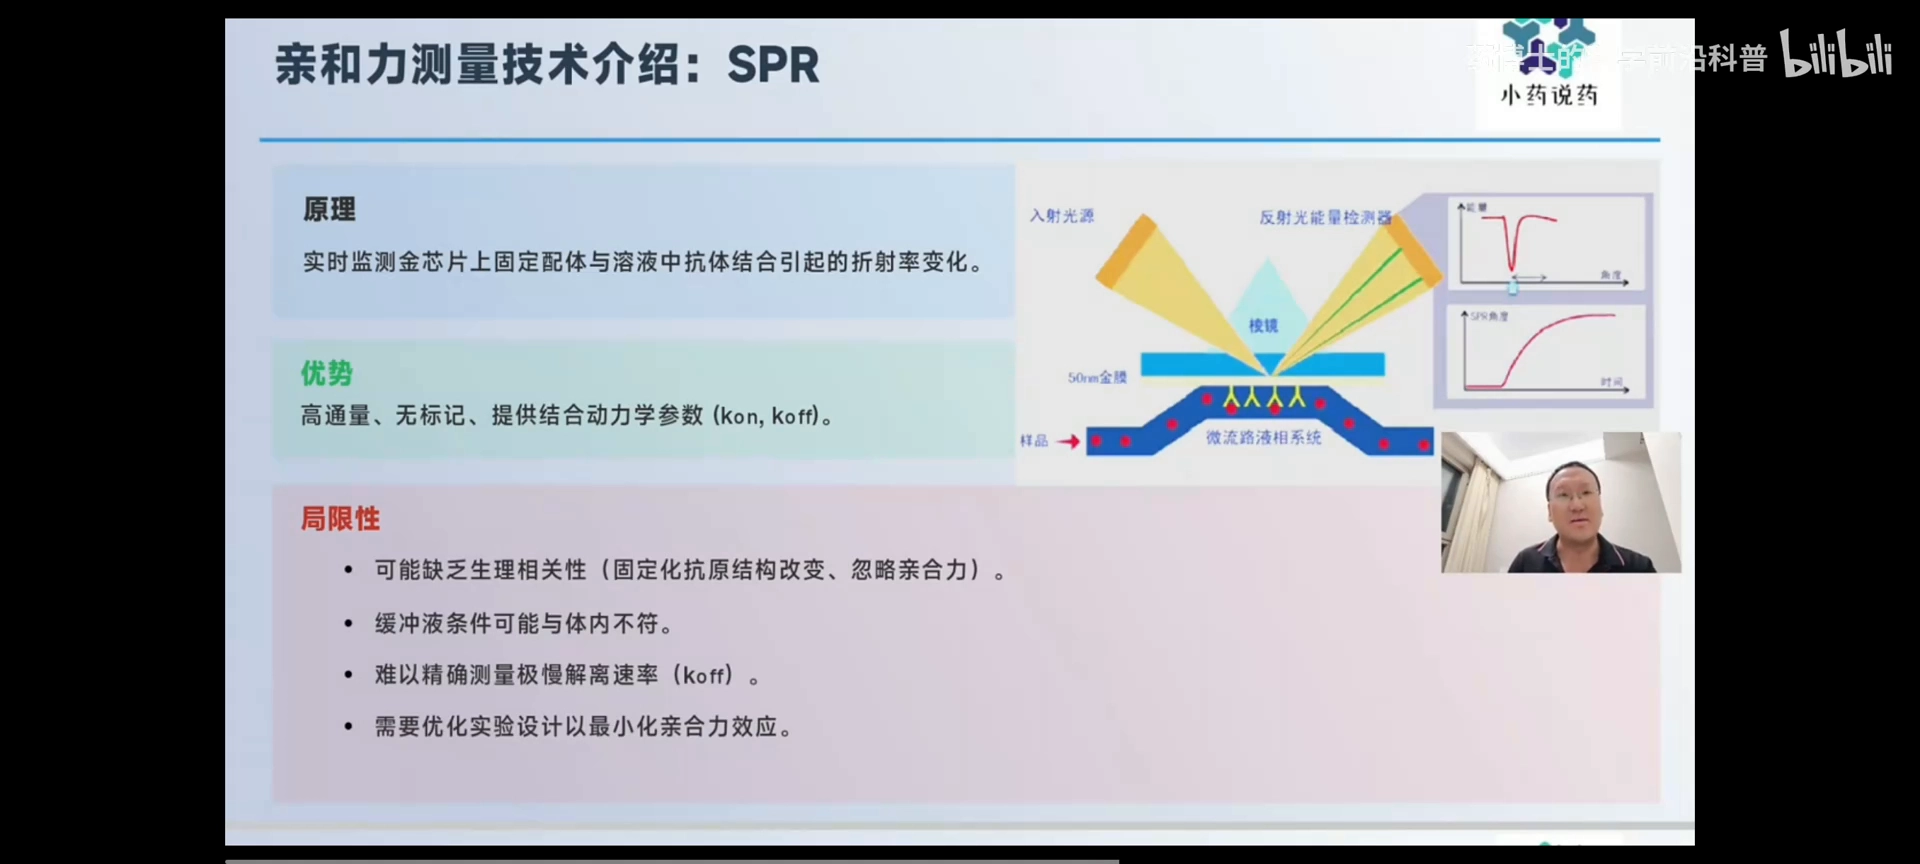 亲和力测量技术介绍：SPR
bilibili
小药说药
原理
实时监测金芯片上固定配体与溶液中抗体结合引起的折射率变化。
优势
高通量、无标记、提供结合动力学参数 (kon, koff)。
入射光源
反射光能量检测器
棱镜
50nm金膜
样品
微流路液相系统
能量
角度
SPR角度
时间
局限性
• 可能缺乏生理相关性（固定化抗原结构改变、忽略亲合力）。
• 缓冲液条件可能与体内不符。
• 难以精确测量极慢解离速率（koff）。
• 需要优化实验设计以最小化亲合力效应。